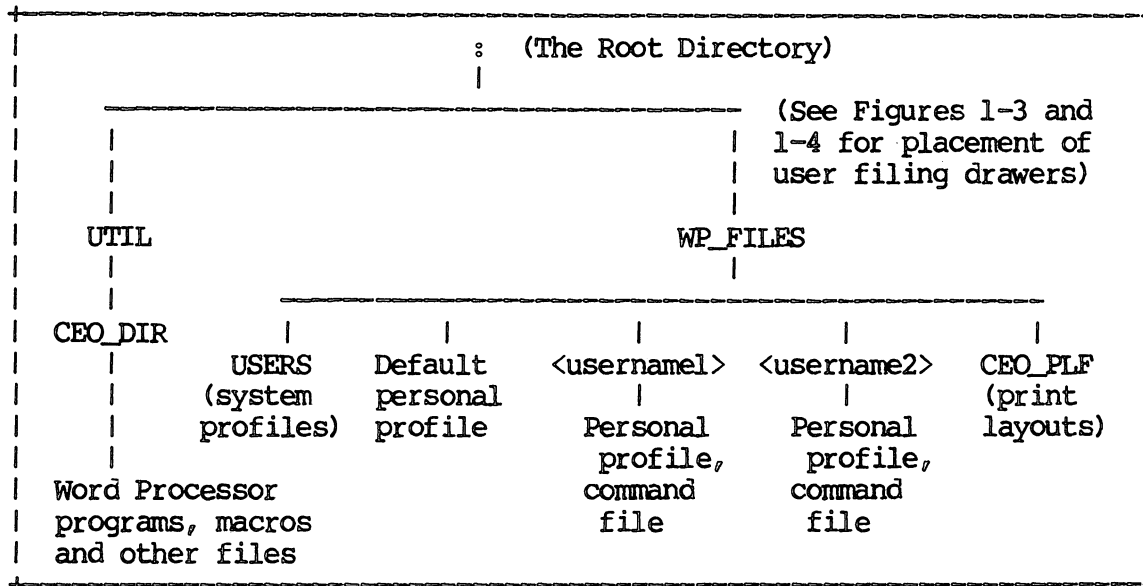 : (The Root Directory)
(See Figures 1-3 and
1-4 for placement of
user filing drawers)
UTIL WP_FILES
CEO_DIR
USERS Default <username1> <username2> CEO_PLF
(system personal (print
profiles) profile Personal Personal layouts)
profile, profile,
command command
Word Processor file file
programs, macros
and other files